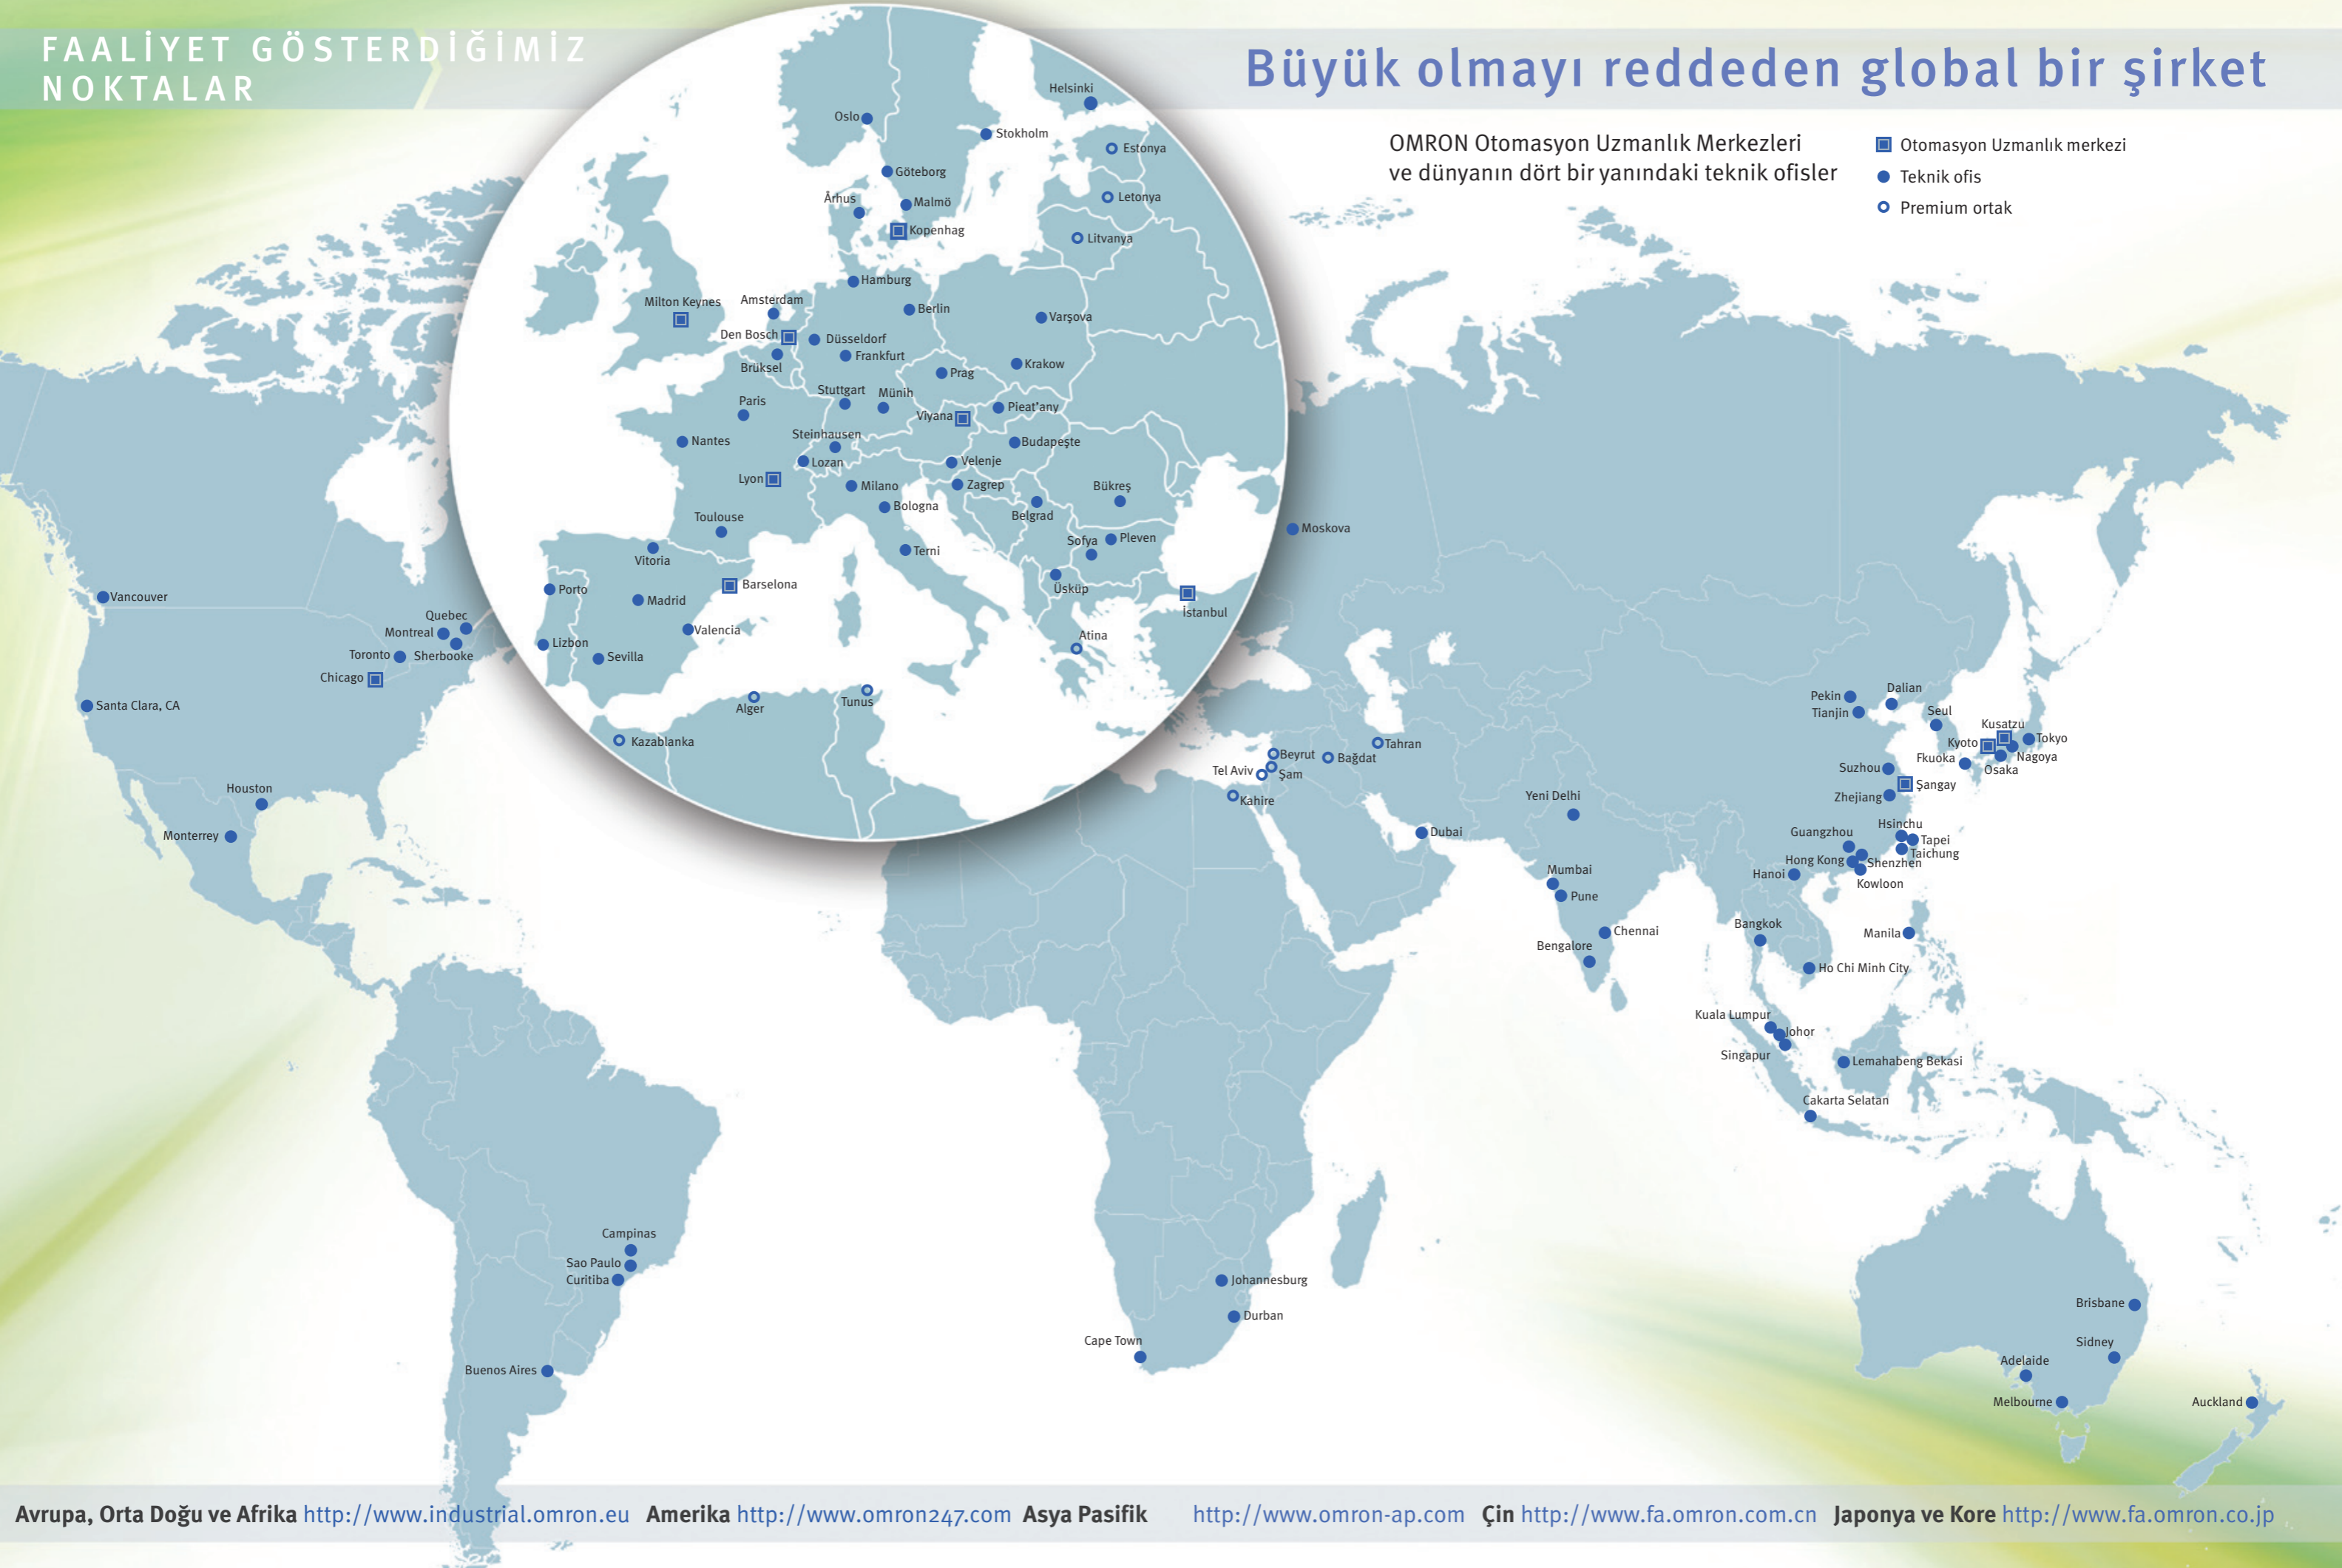 FAALİYET GÖSTERDİĞİMİZ
NOKTALAR
Büyük olmayı reddeden global bir şirket
OMRON Otomasyon Uzmanlık Merkezleri
ve dünyanın dört bir yanındaki teknik ofisler
Otomasyon Uzmanlık merkezi
Teknik ofis
Premium ortak
Helsinki
Oslo
Stokholm
Estonya
Göteborg
Århus
Malmö
Letonya
Kopenhag
Litvanya
Hamburg
Milton Keynes
Amsterdam
Berlin
Varşova
Den Bosch
Düsseldorf
Frankfurt
Brüksel
Krakow
Prag
Stuttgart
Münih
Paris
Viyana
Pieat'any
Steinhausen
Nantes
Budapeşte
Lozan
Velenje
Lyon
Milano
Zagrep
Bükreş
Bologna
Belgrad
Toulouse
Sofya
Pleven
Terni
Vitoria
Moskova
Barselona
Porto
Üsküp
Madrid
İstanbul
Valencia
Atina
Lizbon
Sevilla
Alger
Tunus
Kazablanka
Vancouver
Quebec
Montreal
Toronto
Sherbooke
Chicago
Santa Clara, CA
Houston
Monterrey
Campinas
Sao Paulo
Curitiba
Buenos Aires
Beyrut
Tahran
Bağdat
Tel Aviv
Şam
Kahire
Dubai
Yeni Delhi
Mumbai
Pune
Chennai
Bengalore
Pekin
Dalian
Tianjin
Seul
Kusatzu
Kyoto
Tokyo
Nagoya
Fkuoka
Osaka
Suzhou
Şangay
Zhejiang
Hsinchu
Guangzhou
Tapei
Taichung
Hong Kong
Shenzhen
Hanoi
Kowloon
Bangkok
Manila
Ho Chi Minh City
Kuala Lumpur
Johor
Singapur
Lemahabeng Bekasi
Cakarta Selatan
Johannesburg
Durban
Cape Town
Brisbane
Sidney
Adelaide
Melbourne
Auckland
Avrupa, Orta Doğu ve Afrika http://www.industrial.omron.eu Amerika http://www.omron247.com Asya Pasifik http://www.omron-ap.com Çin http://www.fa.omron.com.cn Japonya ve Kore http://www.fa.omron.co.jp